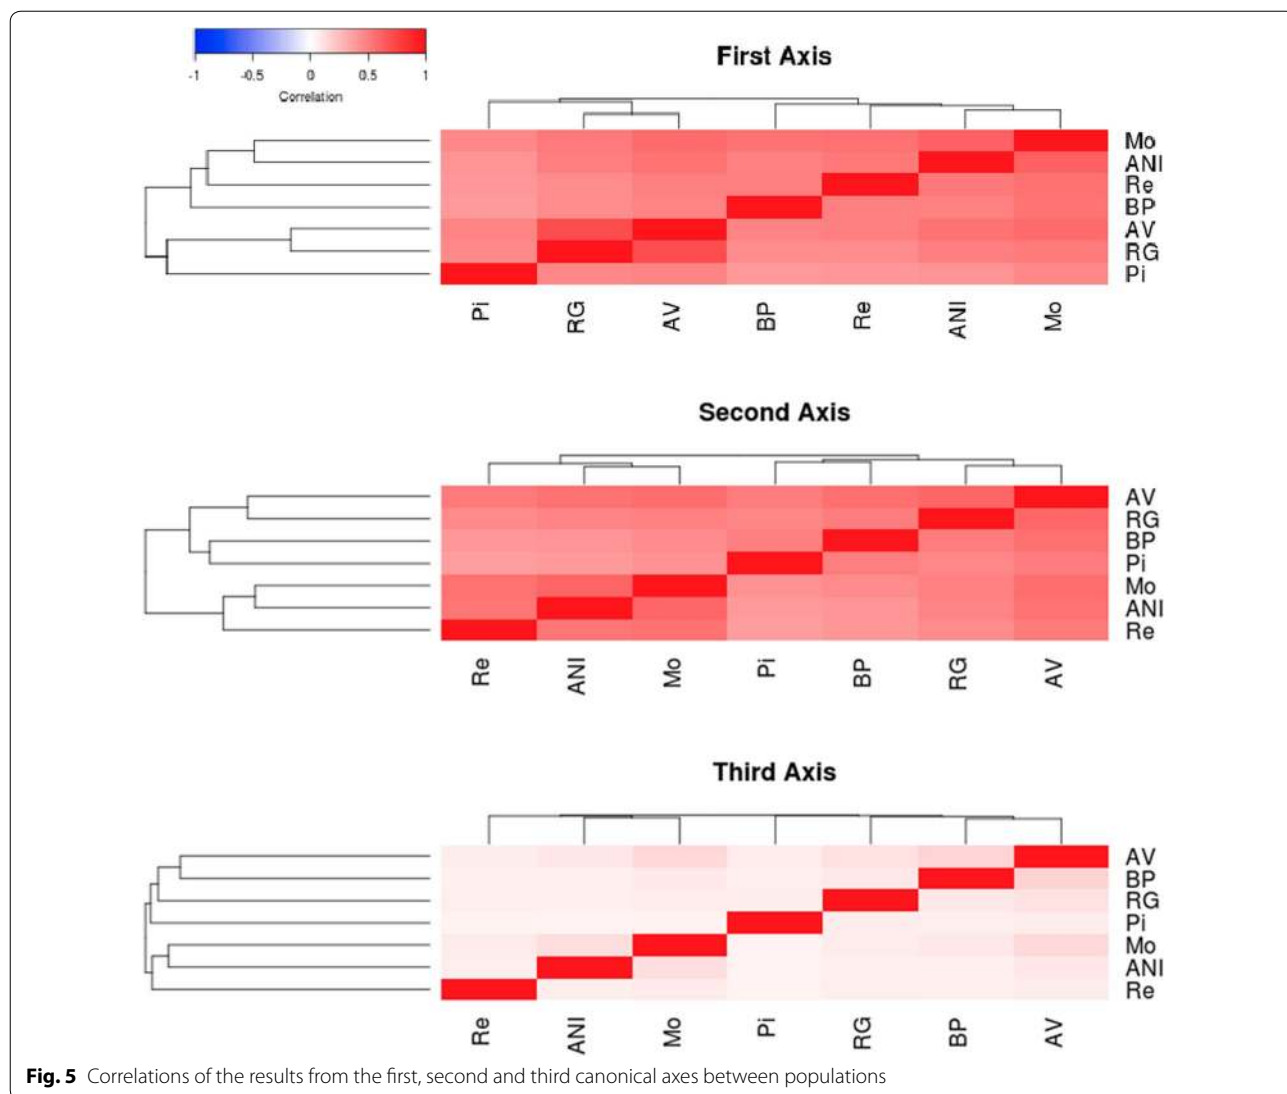 -1 -0.5 0 0.5 1
Correlation
First Axis
Mo
ANI
Re
BP
AV
RG
Pi
Pi RG AV BP Re ANI Mo
Second Axis
AV
RG
BP
Pi
Mo
ANI
Re
Re ANI Mo Pi BP RG AV
Third Axis
AV
BP
RG
Pi
Mo
ANI
Re
Re ANI Mo Pi RG BP AV
Fig. 5 Correlations of the results from the first, second and third canonical axes between populations